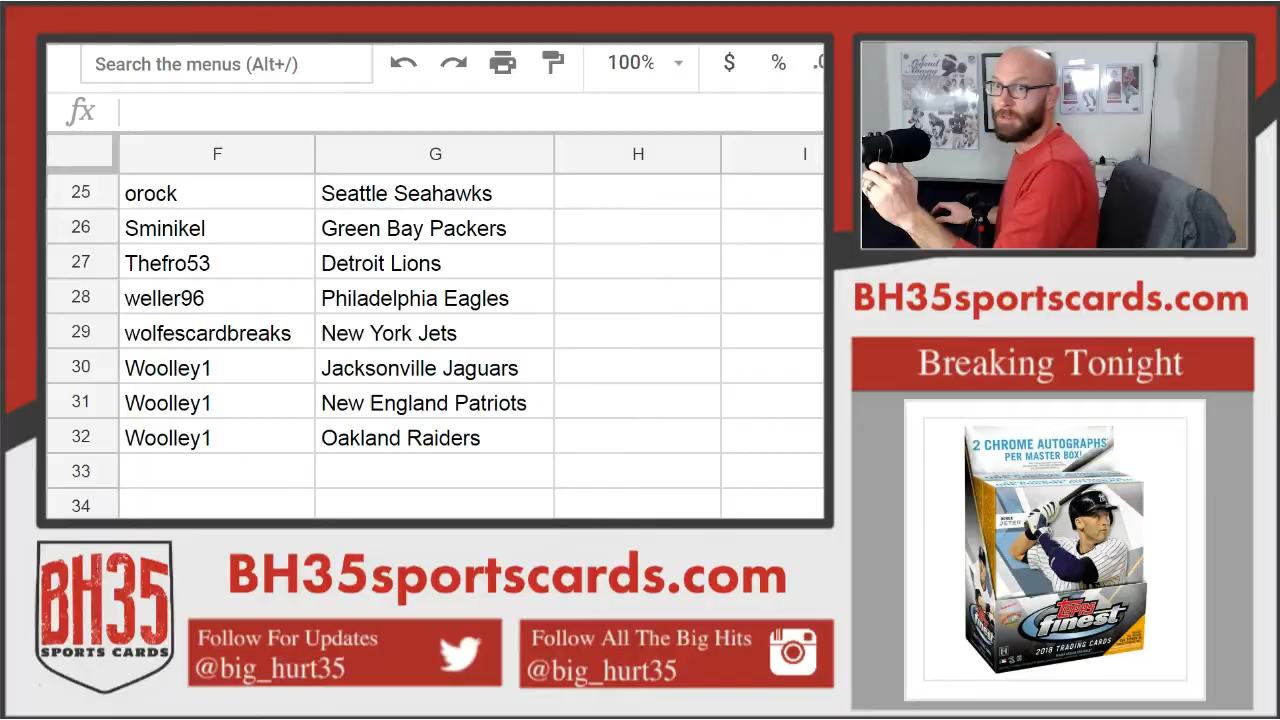 Search the menus (Alt+/)
100%
$
%
fx
F
G
H
I
25 orock Seattle Seahawks
26 Sminikel Green Bay Packers
27 Thefro53 Detroit Lions
28 weller96 Philadelphia Eagles
29 wolfescardbreaks New York Jets
30 Woolley1 Jacksonville Jaguars
31 Woolley1 New England Patriots
32 Woolley1 Oakland Raiders
33
34
BH35sportscards.com
Breaking Tonight
2 CHROME AUTOGRAPHS
PER MASTER BOX!
JETER
Topps
finest
2018 TRADING CARDS
BH35
SPORTS CARDS
BH35sportscards.com
Follow For Updates
@big_hurt35
Follow All The Big Hits
@big_hurt35